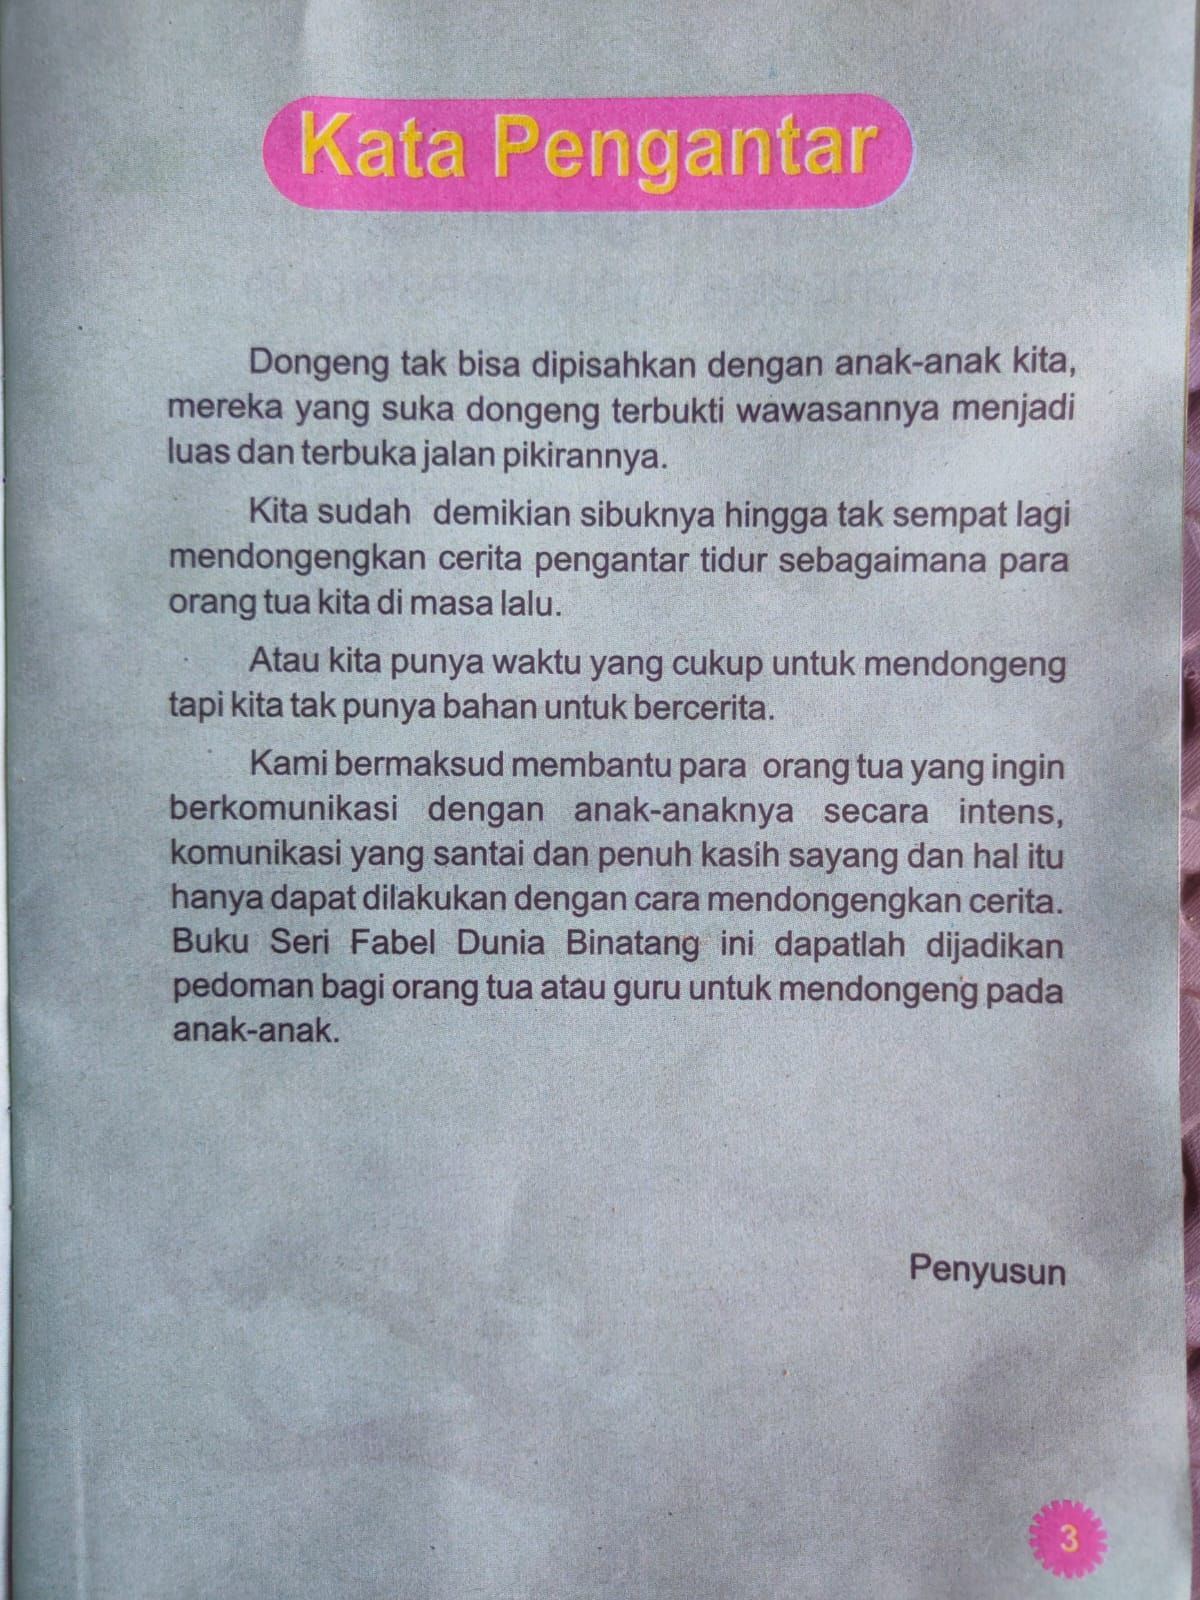 Kata Pengantar
Dongeng tak bisa dipisahkan dengan anak-anak kita,
mereka yang suka dongeng terbukti wawasannya menjadi
luas dan terbuka jalan pikirannya.
Kita sudah demikian sibuknya hingga tak sempat lagi
mendongengkan cerita pengantar tidur sebagaimana para
orang tua kita di masa lalu.
Atau kita punya waktu yang cukup untuk mendongeng
tapi kita tak punya bahan untuk bercerita.
Kami bermaksud membantu para orang tua yang ingin
berkomunikasi dengan anak-anaknya secara intens,
komunikasi yang santai dan penuh kasih sayang dan hal itu
hanya dapat dilakukan dengan cara mendongengkan cerita.
Buku Seri Fabel Dunia Binatang ini dapatlah dijadikan
pedoman bagi orang tua atau guru untuk mendongeng pada
anak-anak.
Penyusun
3